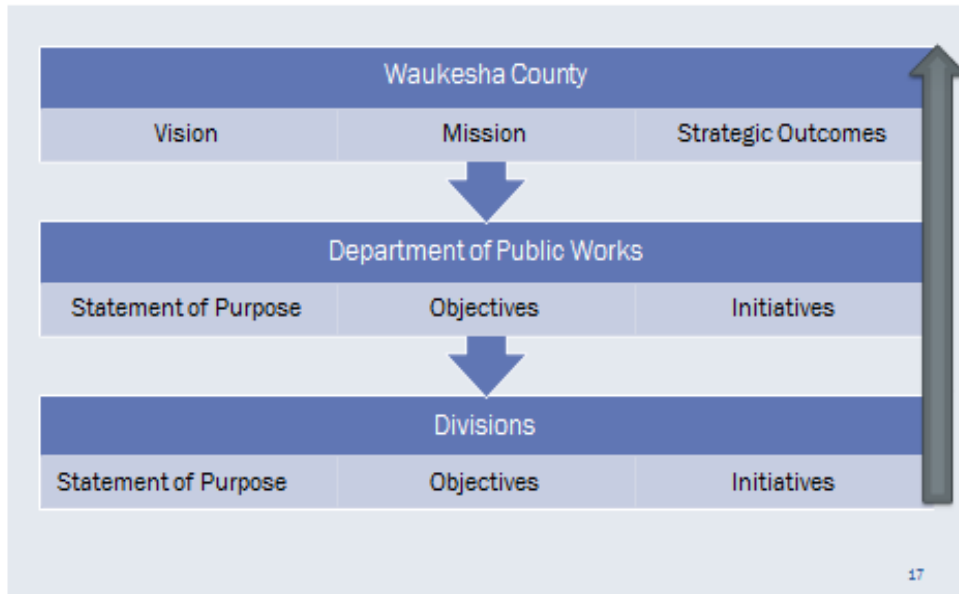 Waukesha County
Vision Mission Strategic Outcomes
Department of Public Works
Statement of Purpose Objectives Initiatives
Divisions
Statement of Purpose Objectives Initiatives
17